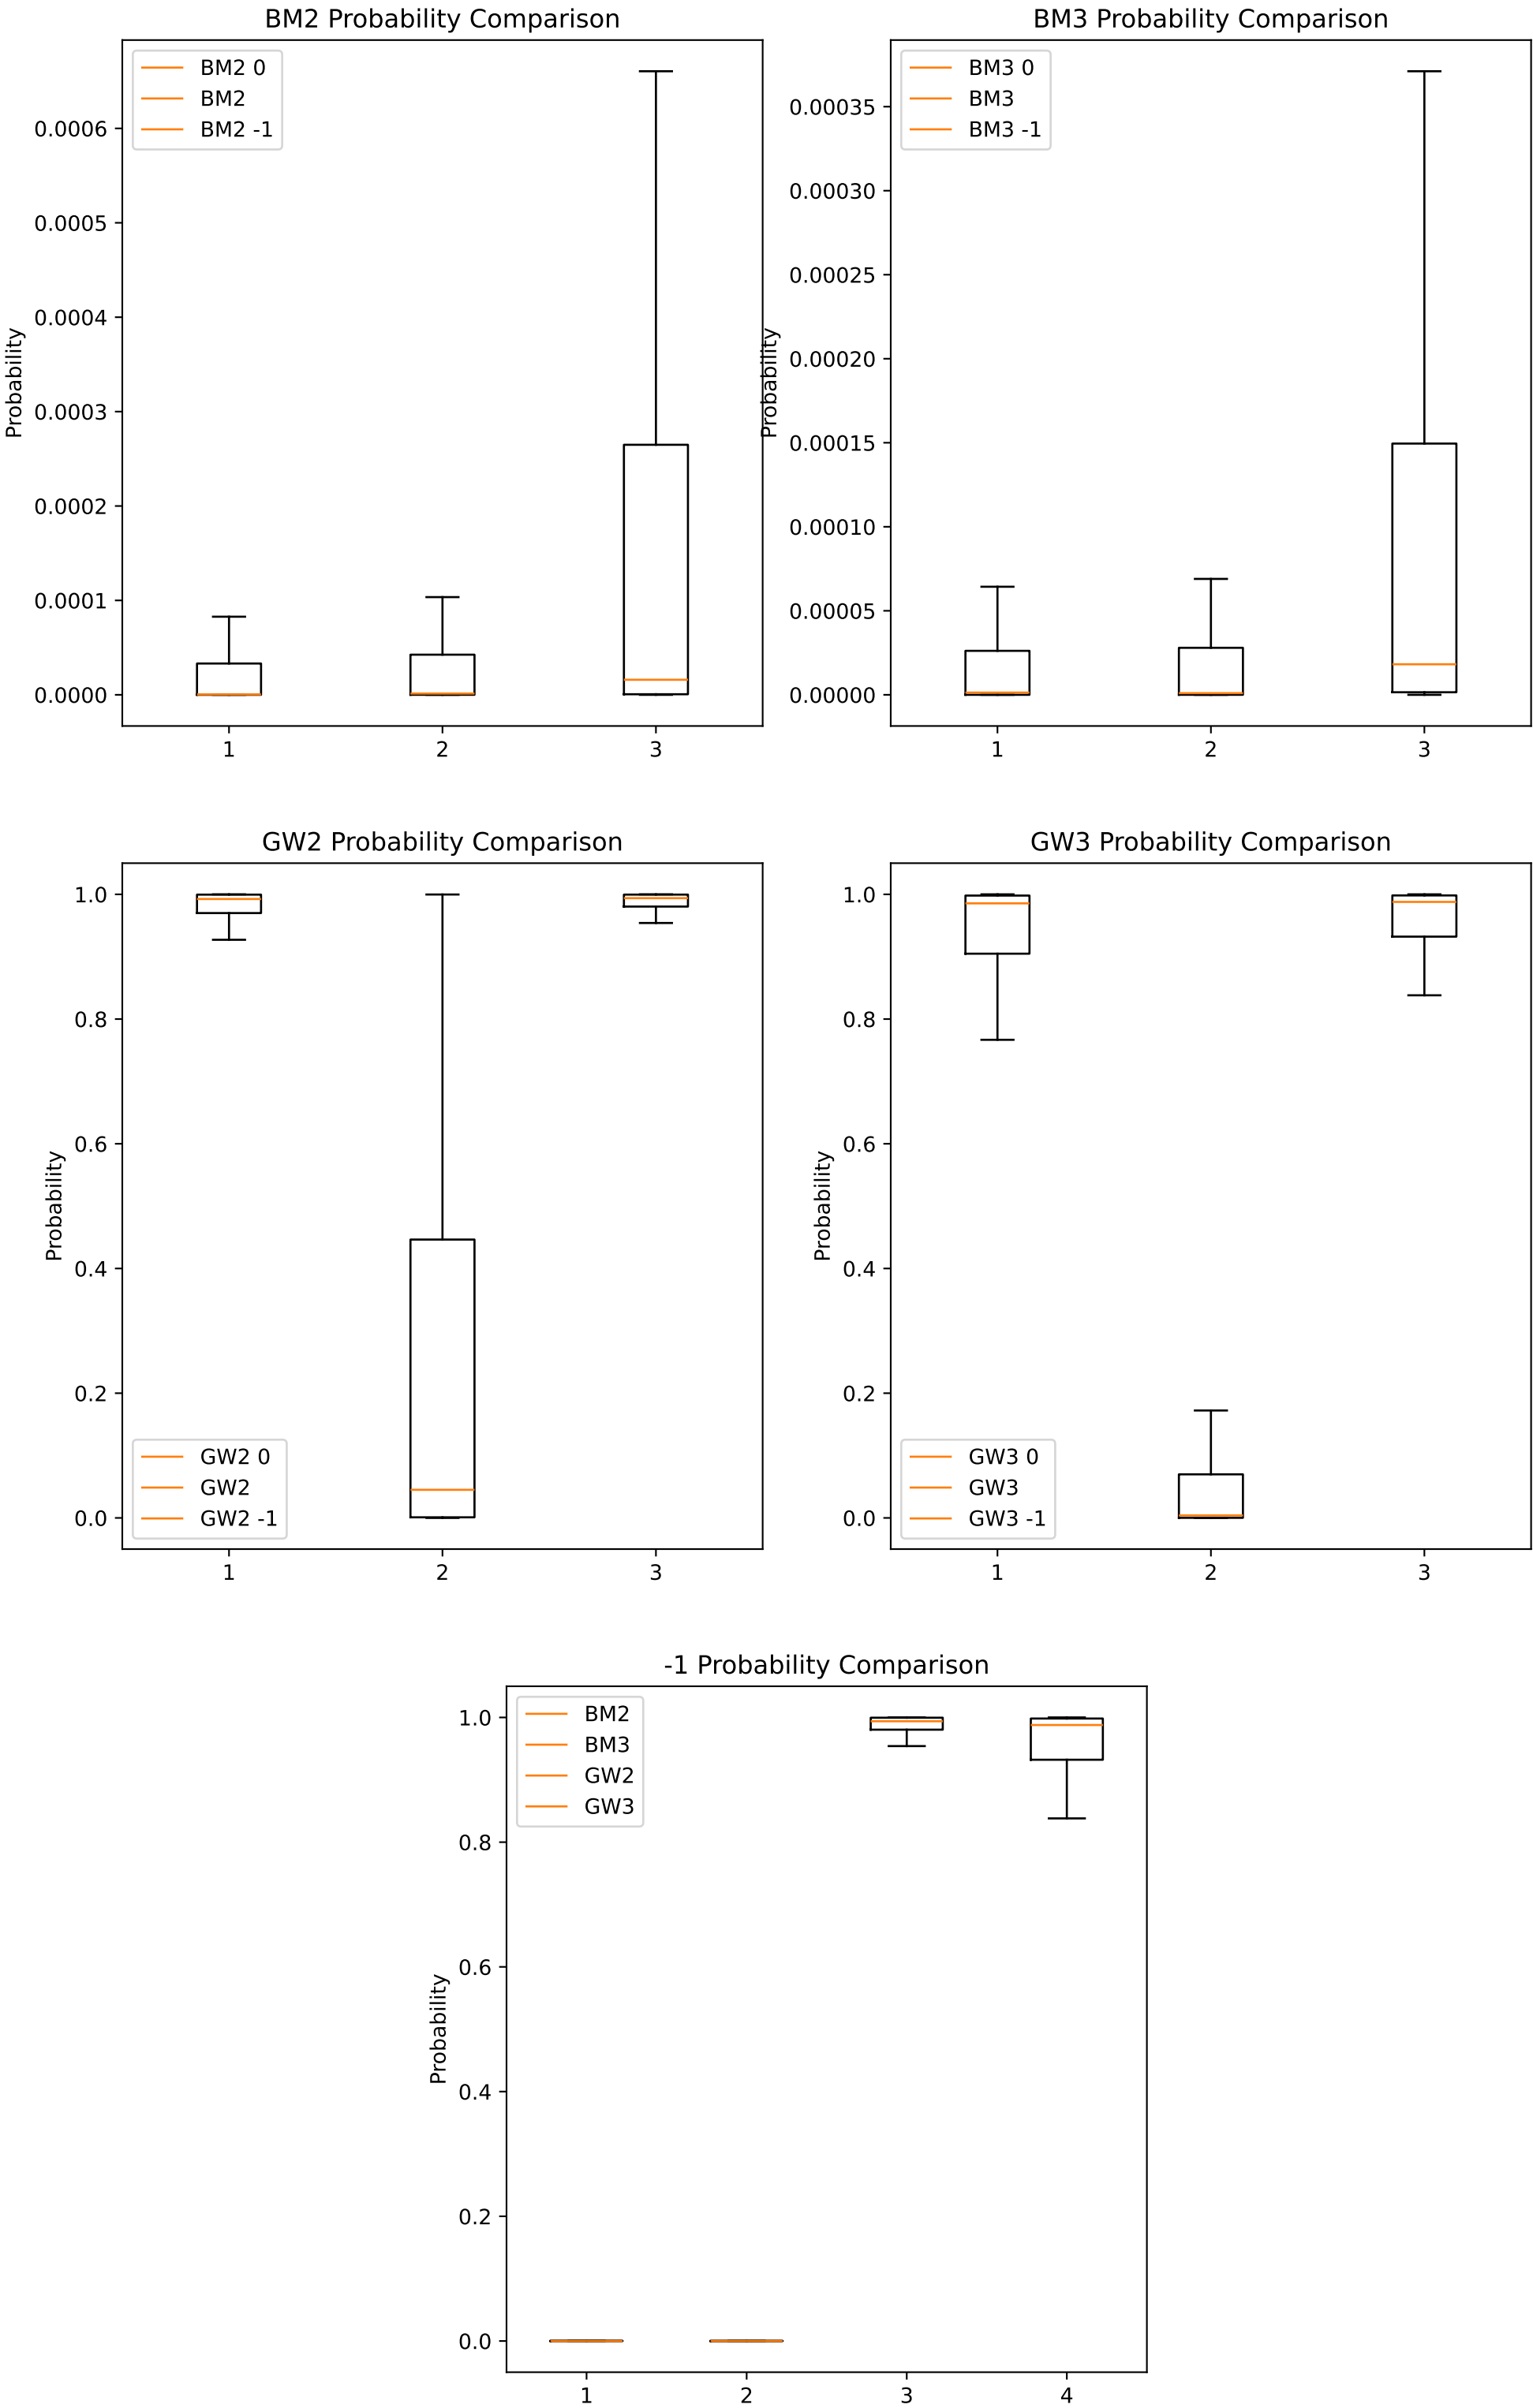 BM2 Probability Comparison
BM2 0
BM2
BM2 -1
0.0006
0.0005
0.0004
0.0003
0.0002
0.0001
0.0000
Probability
1 2 3
BM3 Probability Comparison
BM3 0
BM3
BM3 -1
0.00035
0.00030
0.00025
0.00020
0.00015
0.00010
0.00005
0.00000
Probability
1 2 3
GW2 Probability Comparison
1.0
0.8
0.6
0.4
0.2
0.0
Probability
GW2 0
GW2
GW2 -1
1 2 3
GW3 Probability Comparison
1.0
0.8
0.6
0.4
0.2
0.0
Probability
GW3 0
GW3
GW3 -1
1 2 3
-1 Probability Comparison
BM2
BM3
GW2
GW3
1.0
0.8
0.6
0.4
0.2
0.0
Probability
1 2 3 4